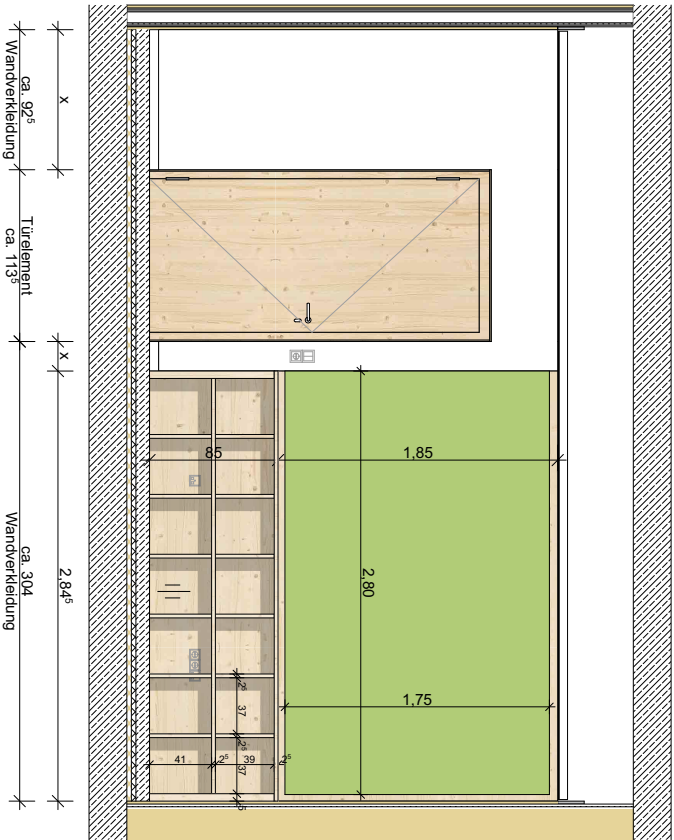 x
ca. 92⁵
Wandverkleidung
Türelement
ca. 113⁵
x
2,84⁵
ca. 304
Wandverkleidung
85
1,85
2,80
1,75
2⁵
37
2⁵
37
5
41
2⁵
39
2⁵